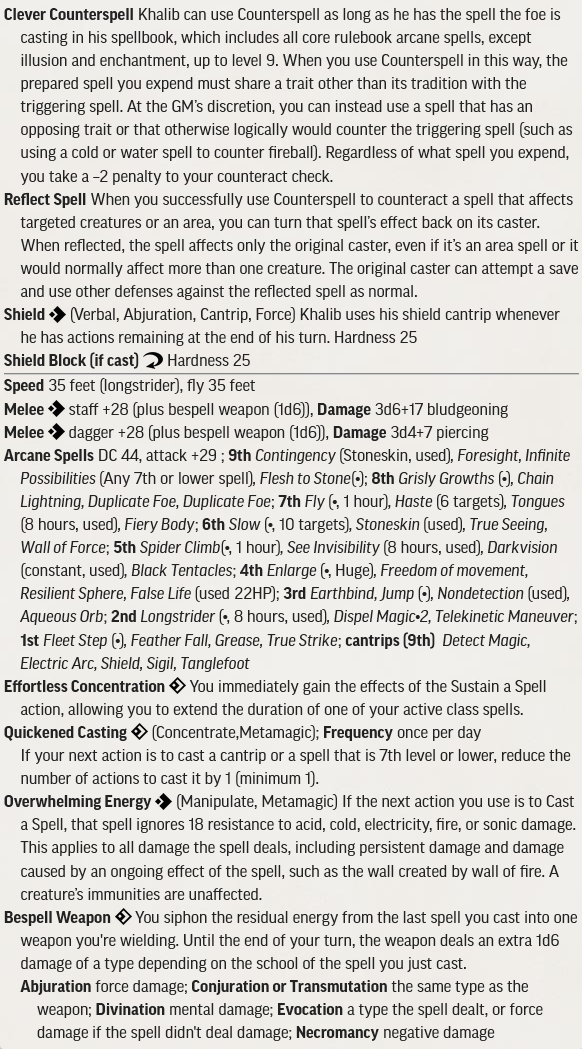 Clever Counterspell Khalib can use Counterspell as long as he has the spell the foe is
casting in his spellbook, which includes all core rulebook arcane spells, except
illusion and enchantment, up to level 9. When you use Counterspell in this way, the
prepared spell you expend must share a trait other than its tradition with the
triggering spell. At the GM's discretion, you can instead use a spell that has an
opposing trait or that otherwise logically would counter the triggering spell (such as
using a cold or water spell to counter fireball). Regardless of what spell you expend,
you take a –2 penalty to your counteract check.
Reflect Spell When you successfully use Counterspell to counteract a spell that affects
targeted creatures or an area, you can turn that spell's effect back on its caster.
When reflected, the spell affects only the original caster, even if it's an area spell or it
would normally affect more than one creature. The original caster can attempt a save
and use other defenses against the reflected spell as normal.
Shield (Verbal, Abjuration, Cantrip, Force) Khalib uses his shield cantrip whenever
he has actions remaining at the end of his turn. Hardness 25
Shield Block (if cast) Hardness 25
Speed 35 feet (longstrider), fly 35 feet
Melee staff +28 (plus bespell weapon (1d6)), Damage 3d6+17 bludgeoning
Melee dagger +28 (plus bespell weapon (1d6)), Damage 3d4+7 piercing
Arcane Spells DC 44, attack +29 ; 9th Contingency (Stoneskin, used), Foresight, Infinite
Possibilities (Any 7th or lower spell), Flesh to Stone(•); 8th Grisly Growths (•), Chain
Lightning, Duplicate Foe, Duplicate Foe; 7th Fly (•, 1 hour), Haste (6 targets), Tongues
(8 hours, used), Fiery Body; 6th Slow (•, 10 targets), Stoneskin (used), True Seeing,
Wall of Force; 5th Spider Climb(•, 1 hour), See Invisibility (8 hours, used), Darkvision
(constant, used), Black Tentacles; 4th Enlarge (•, Huge), Freedom of movement,
Resilient Sphere, False Life (used 22HP); 3rd Earthbind, Jump (•), Nondetection (used),
Aqueous Orb; 2nd Longstrider (•, 8 hours, used), Dispel Magic•2, Telekinetic Maneuver;
1st Fleet Step (•), Feather Fall, Grease, True Strike; cantrips (9th) Detect Magic,
Electric Arc, Shield, Sigil, Tanglefoot
Effortless Concentration You immediately gain the effects of the Sustain a Spell
action, allowing you to extend the duration of one of your active class spells.
Quickened Casting (Concentrate,Metamagic); Frequency once per day
If your next action is to cast a cantrip or a spell that is 7th level or lower, reduce the
number of actions to cast it by 1 (minimum 1).
Overwhelming Energy (Manipulate, Metamagic) If the next action you use is to Cast
a Spell, that spell ignores 18 resistance to acid, cold, electricity, fire, or sonic damage.
This applies to all damage the spell deals, including persistent damage and damage
caused by an ongoing effect of the spell, such as the wall created by wall of fire. A
creature's immunities are unaffected.
Bespell Weapon You siphon the residual energy from the last spell you cast into one
weapon you're wielding. Until the end of your turn, the weapon deals an extra 1d6
damage of a type depending on the school of the spell you just cast.
Abjuration force damage; Conjuration or Transmutation the same type as the
weapon; Divination mental damage; Evocation a type the spell dealt, or force
damage if the spell didn't deal damage; Necromancy negative damage